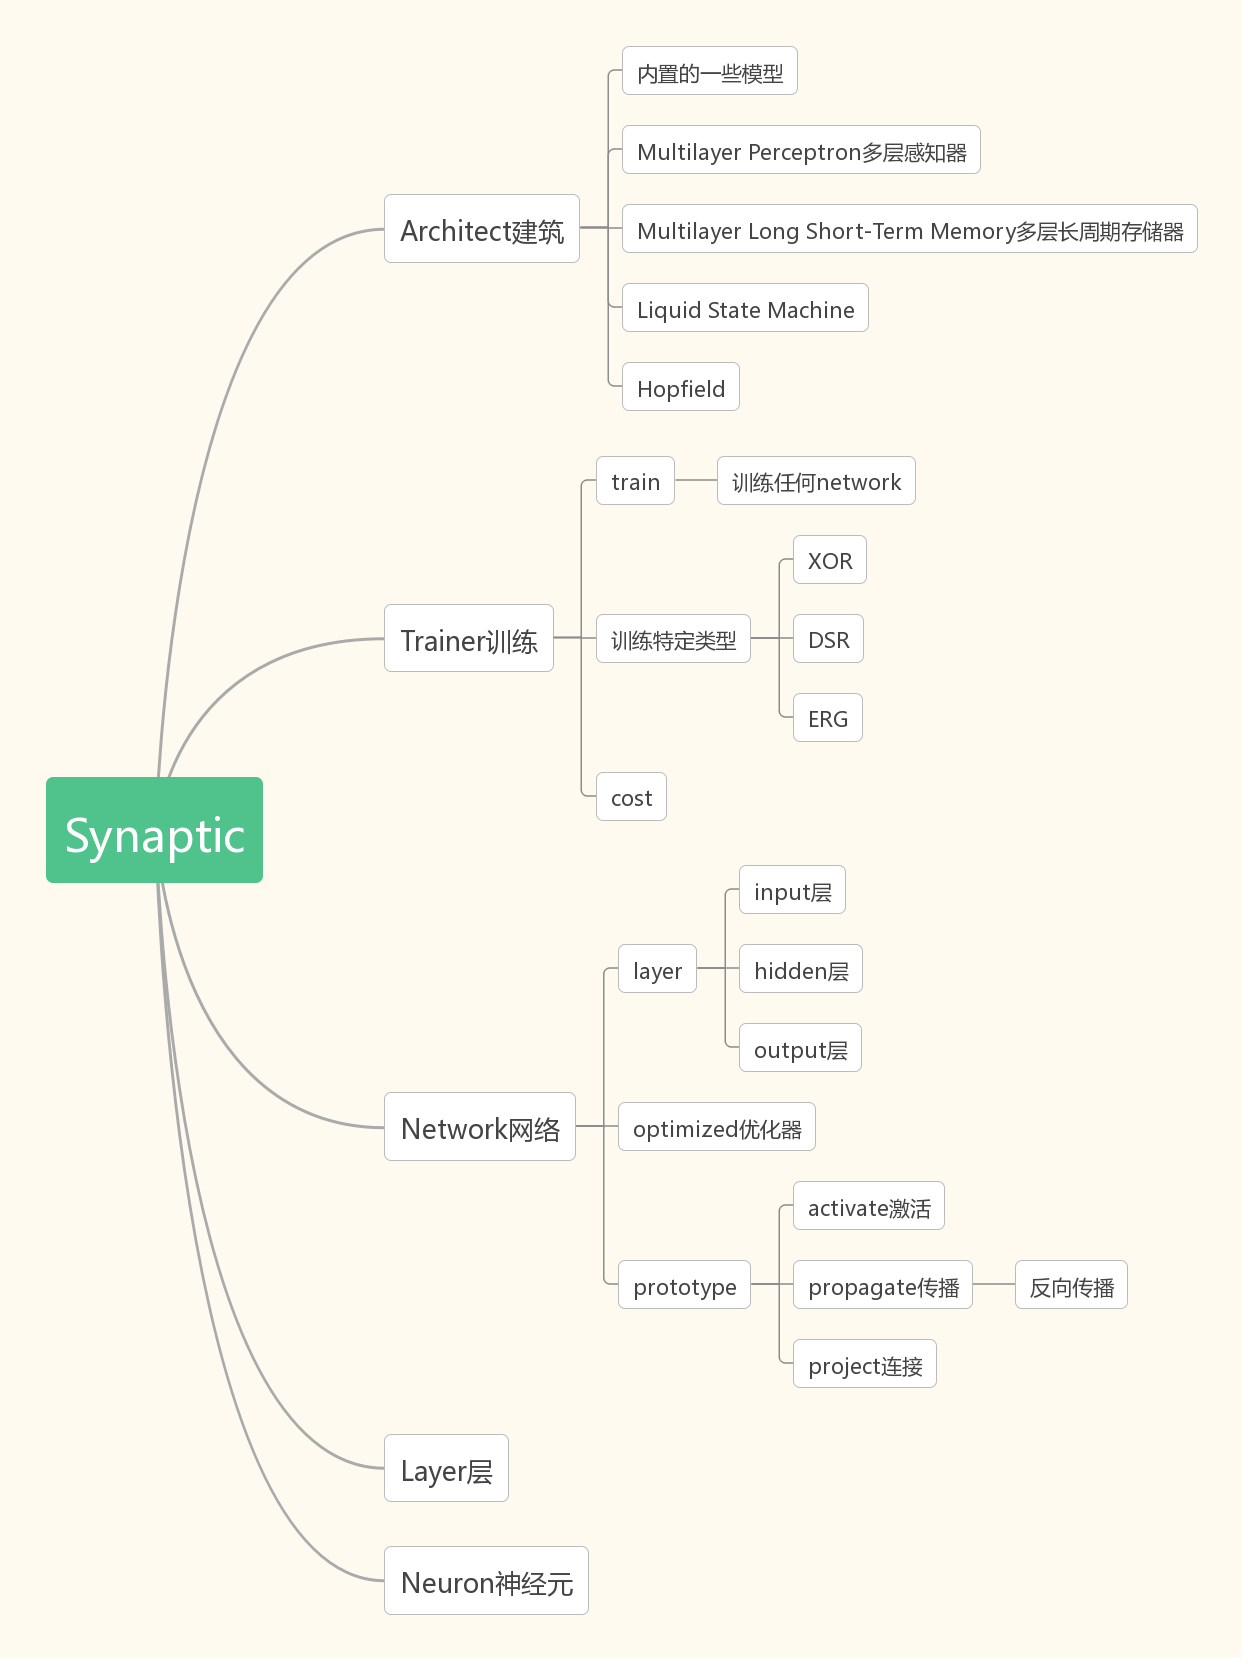 Synaptic
Architect建筑
内置的一些模型
Multilayer Perceptron多层感知器
Multilayer Long Short-Term Memory多层长周期存储器
Liquid State Machine
Hopfield
Trainer训练
train
训练任何network
训练特定类型
XOR
DSR
ERG
cost
Network网络
layer
input层
hidden层
output层
optimized优化器
prototype
activate激活
propagate传播
反向传播
project连接
Layer层
Neuron神经元